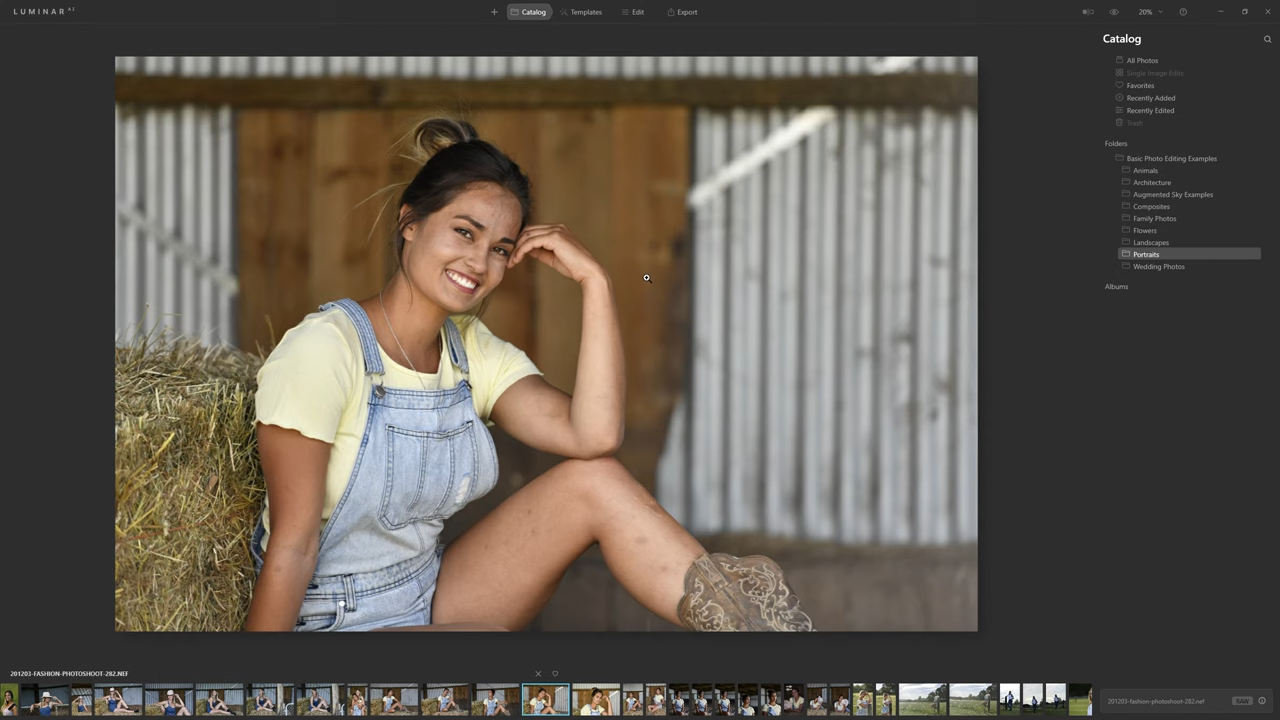 LUMINAR AI
Catalog
Templates
Edit
Export
20%
Catalog
All Photos
Single Image Edits
Favorites
Recently Added
Recently Edited
Trash
Folders
Basic Photo Editing Examples
Animals
Architecture
Augmented Sky Examples
Composites
Family Photos
Flowers
Landscapes
Portraits
Wedding Photos
Albums
201203-FASHION-PHOTOSHOOT-282.NEF
201203-fashion-photoshoot-282.nef
RAW